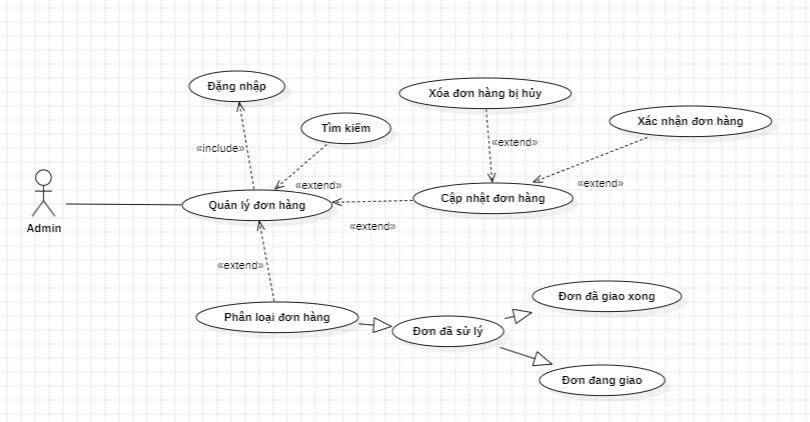 Đăng nhập
Xóa đơn hàng bị hủy
Tìm kiếm
Xác nhận đơn hàng
«include»
«extend»
«extend»
«extend»
Quản lý đơn hàng
Cập nhật đơn hàng
Admin
«extend»
«extend»
Phân loại đơn hàng
Đơn đã sử lý
Đơn đã giao xong
Đơn đang giao